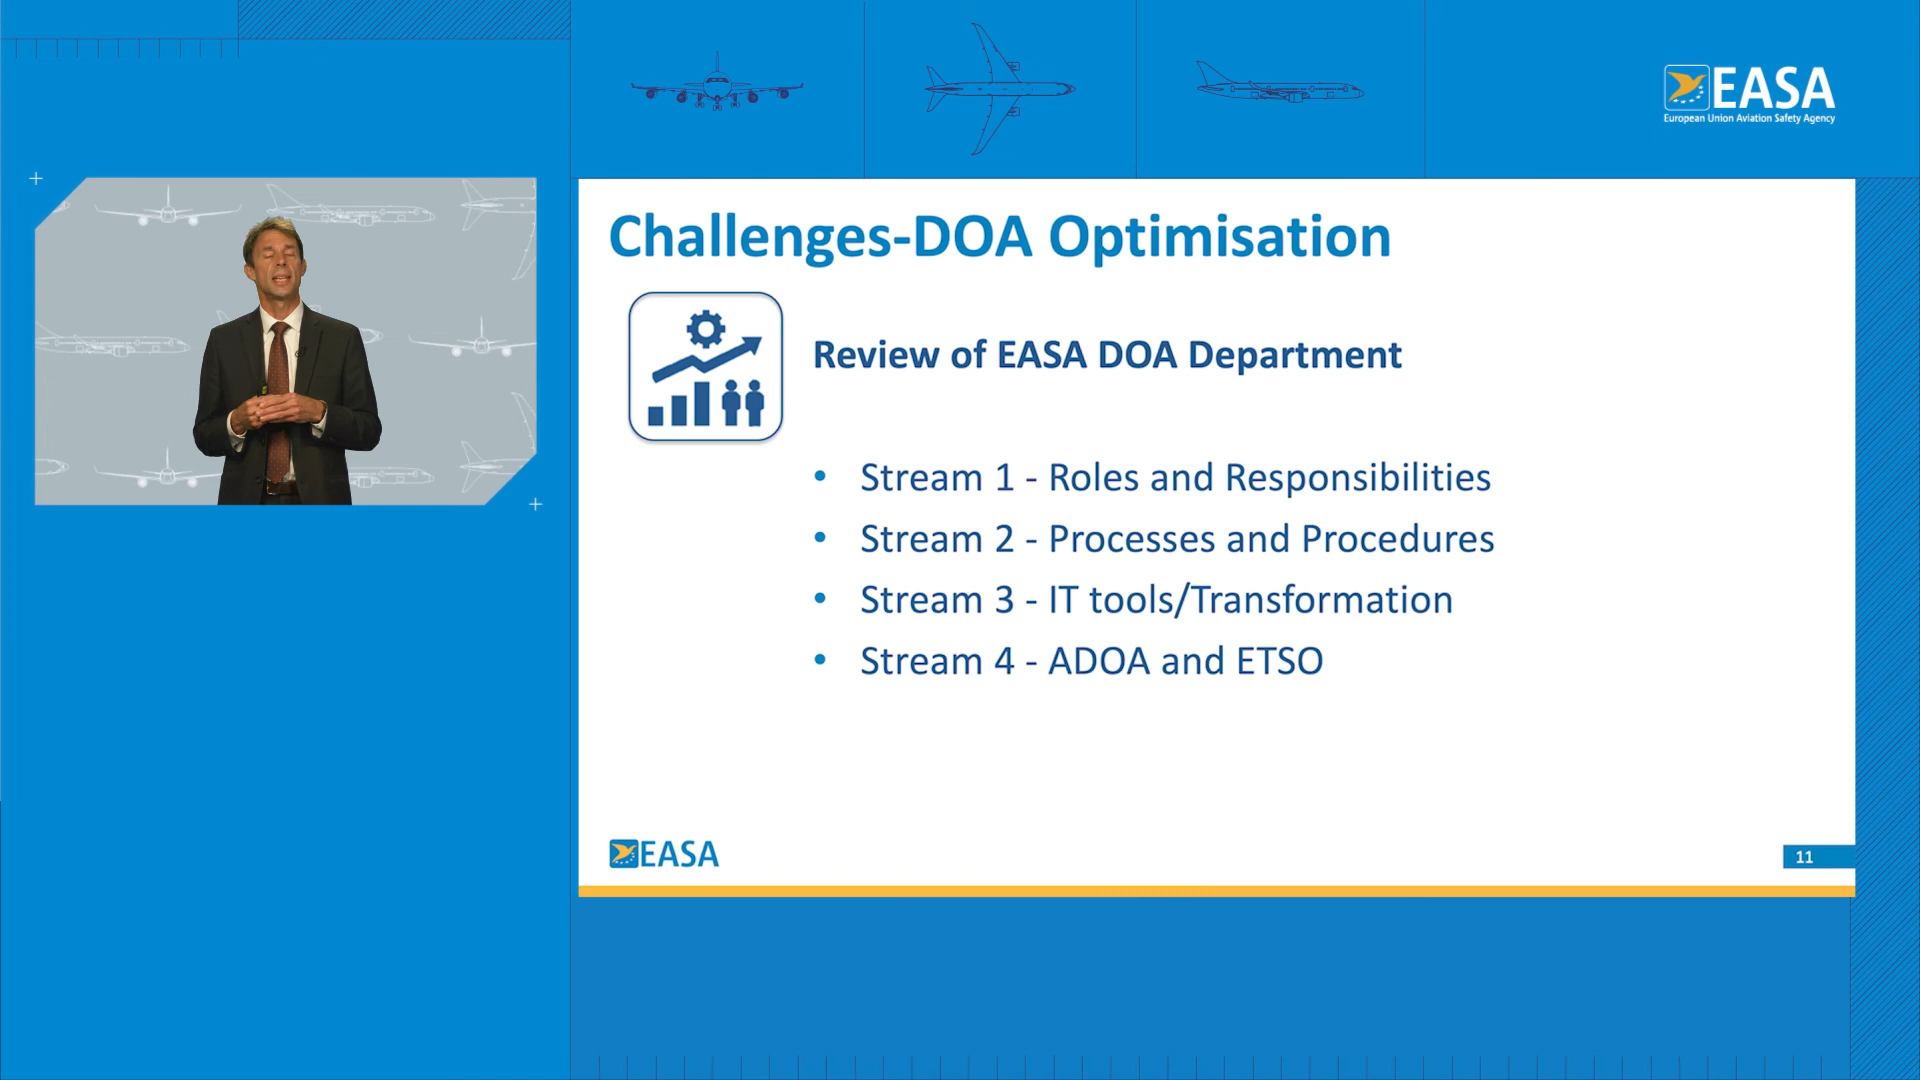 EASA
European Union Aviation Safety Agency
Challenges-DOA Optimisation
Review of EASA DOA Department
• Stream 1 - Roles and Responsibilities
• Stream 2 - Processes and Procedures
• Stream 3 - IT tools/Transformation
• Stream 4 - ADOA and ETSO
EASA
11